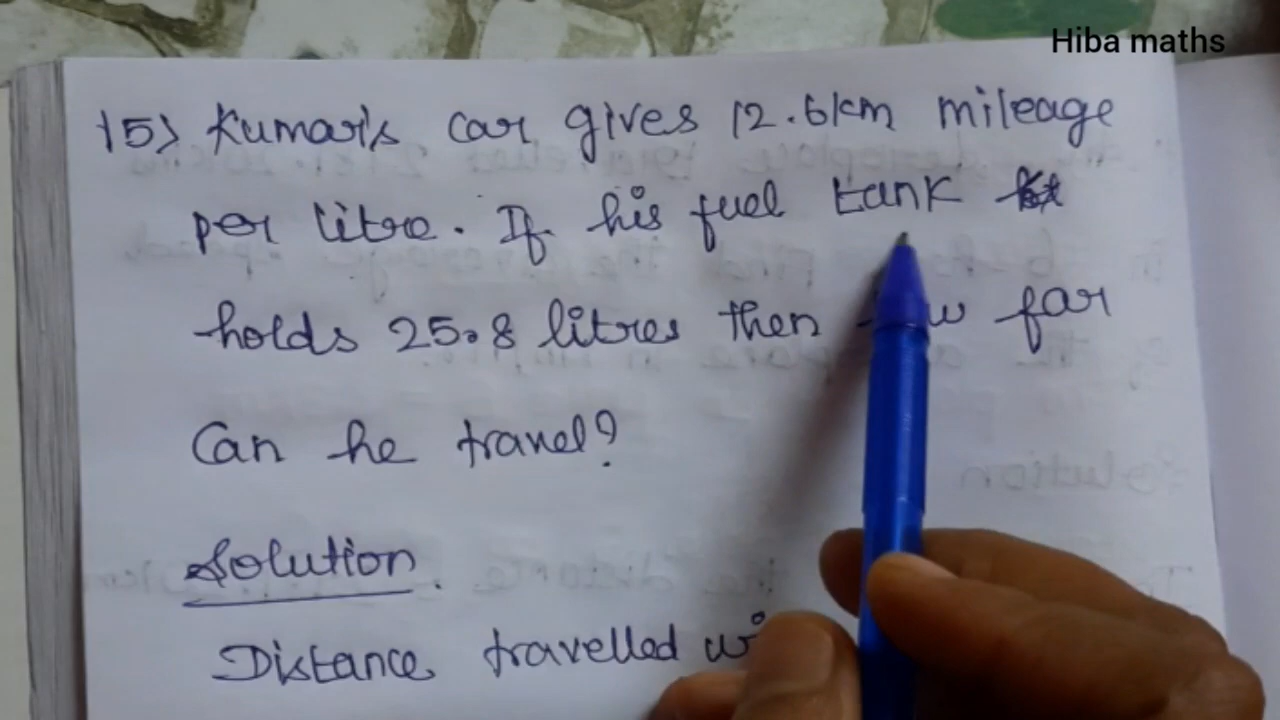 Hiba maths
15) Kumar's car gives 12.6km mileage
per litre. If his fuel tank
holds 25.8 litres then how far
Can he travel?
Solution.
Distance travelled